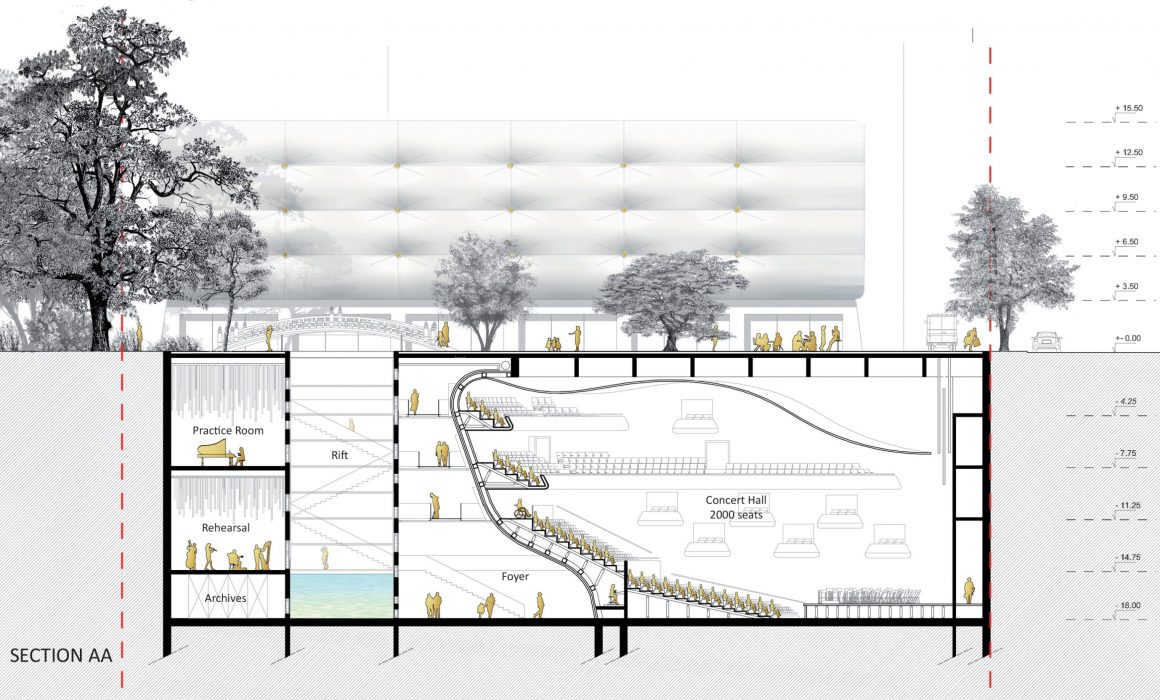 + 15.50
+ 12.50
+ 9.50
+ 6.50
+ 3.50
+- 0.00
- 4.25
Practice Room
Rift
- 7.75
Concert Hall
2000 seats
- 11.25
Rehearsal
- 14.75
Foyer
Archives
- 18.00
SECTION AA